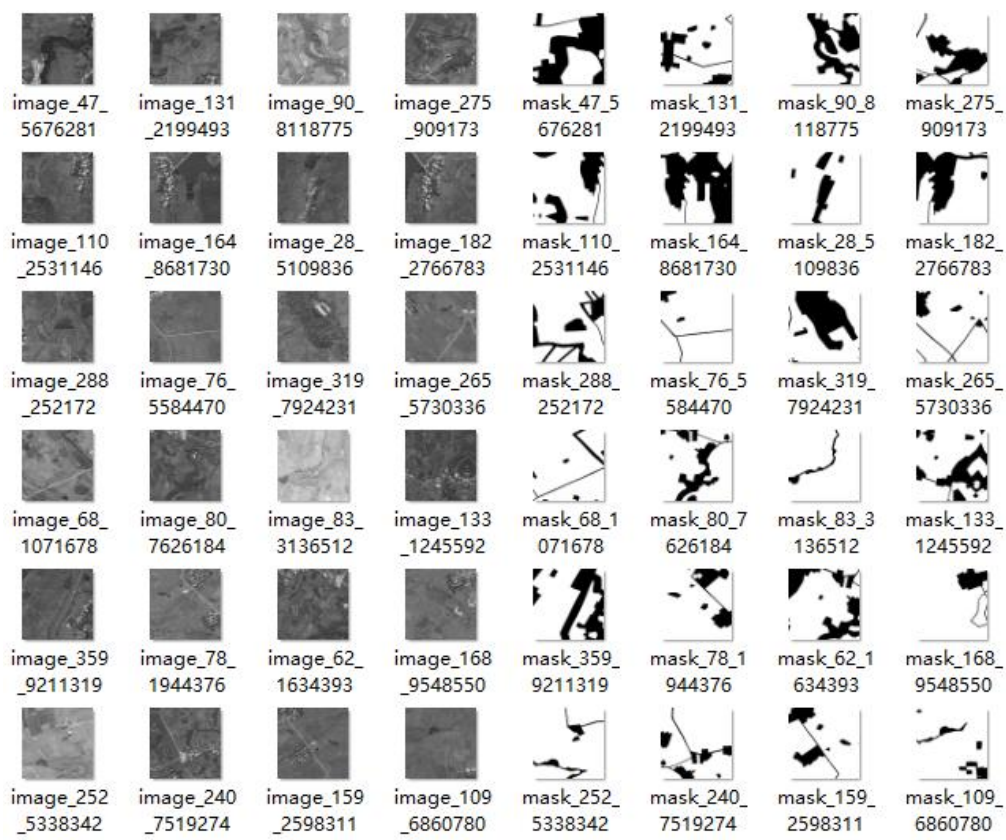 image_47_ image_131 image_90_ image_275 mask_47_5 mask_131_ mask_90_8 mask_275_
5676281 _2199493 8118775 _909173 676281 2199493 118775 909173
image_110 image_164 image_28_ image_182 mask_110_ mask_164_ mask_28_5 mask_182_
_2531146 _8681730 5109836 _2766783 2531146 8681730 109836 2766783
image_288 image_76_ image_319 image_265 mask_288_ mask_76_5 mask_319_ mask_265_
_252172 5584470 _7924231 _5730336 252172 584470 7924231 5730336
image_68_ image_80_ image_83_ image_133 mask_68_1 mask_80_7 mask_83_3 mask_133_
1071678 7626184 3136512 _1245592 071678 626184 136512 1245592
image_359 image_78_ image_62_ image_168 mask_359_ mask_78_1 mask_62_1 mask_168_
_9211319 1944376 1634393 _9548550 9211319 944376 634393 9548550
image_252 image_240 image_159 image_109 mask_252_ mask_240_ mask_159_ mask_109_
_5338342 _7519274 _2598311 _6860780 5338342 7519274 2598311 6860780